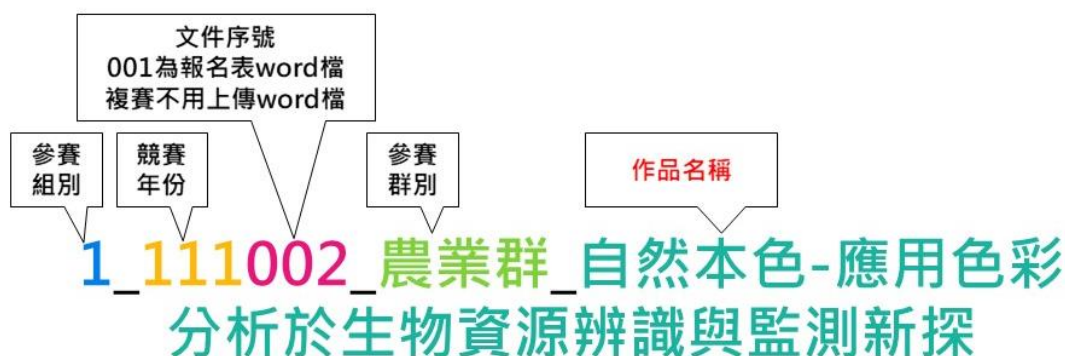 文件序號
001為報名表word檔
複賽不用上傳word檔
參賽
組別
競賽
年份
參賽
群別
作品名稱
1_111002_農業群_自然本色-應用色彩
分析於生物資源辨識與監測新探